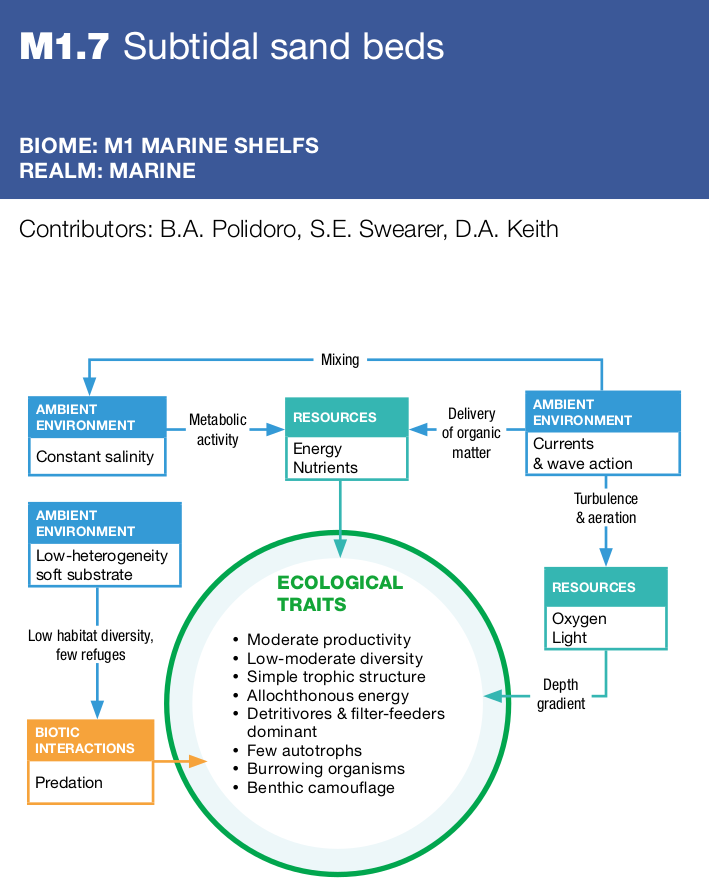 M1.7 Subtidal sand beds
BIOME: M1 MARINE SHELFS
REALM: MARINE
Contributors: B.A. Polidoro, S.E. Swearer, D.A. Keith
Mixing
AMBIENT
ENVIRONMENT
Constant salinity
Metabolic
activity
RESOURCES
Energy
Nutrients
Delivery
of organic
matter
AMBIENT
ENVIRONMENT
Currents
& wave action
Turbulence
& aeration
AMBIENT
ENVIRONMENT
Low-heterogeneity
soft substrate
RESOURCES
Oxygen
Light
Low habitat diversity,
few refuges
Depth
gradient
BIOTIC
INTERACTIONS
Predation
ECOLOGICAL
TRAITS
• Moderate productivity
• Low-moderate diversity
• Simple trophic structure
• Allochthonous energy
• Detritivores & filter-feeders
dominant
• Few autotrophs
• Burrowing organisms
• Benthic camouflage